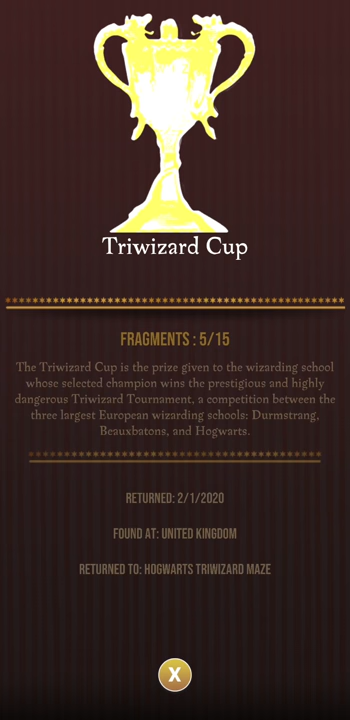 Triwizard Cup
FRAGMENTS : 5/15
The Triwizard Cup is the prize given to the wizarding school
whose selected champion wins the prestigious and highly
dangerous Triwizard Tournament, a competition between the
three largest European wizarding schools: Durmstrang,
Beauxbatons, and Hogwarts.
RETURNED: 2/1/2020
FOUND AT: UNITED KINGDOM
RETURNED TO: HOGWARTS TRIWIZARD MAZE
X